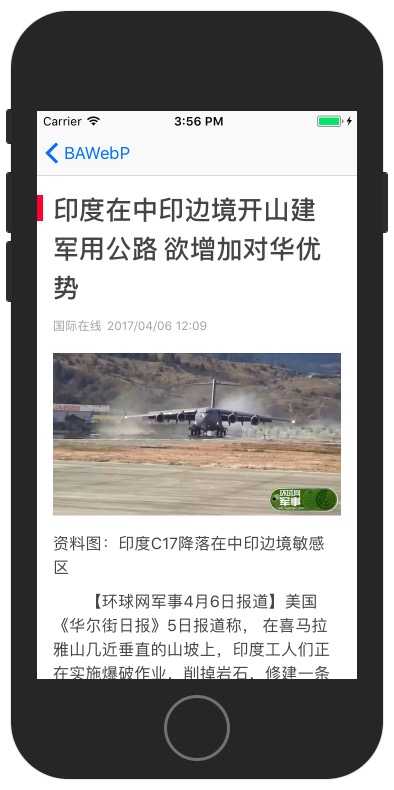 Carrier 3:56 PM
BAWebP
印度在中印边境开山建
军用公路 欲增加对华优
势
国际在线 2017/04/06 12:09
环球网
军事
资料图：印度C17降落在中印边境敏感
区
【环球网军事4月6日报道】美国
《华尔街日报》5日报道称， 在喜马拉
雅山几近垂直的山坡上，印度工人们正
在实施爆破作业，削掉岩石，修建一条